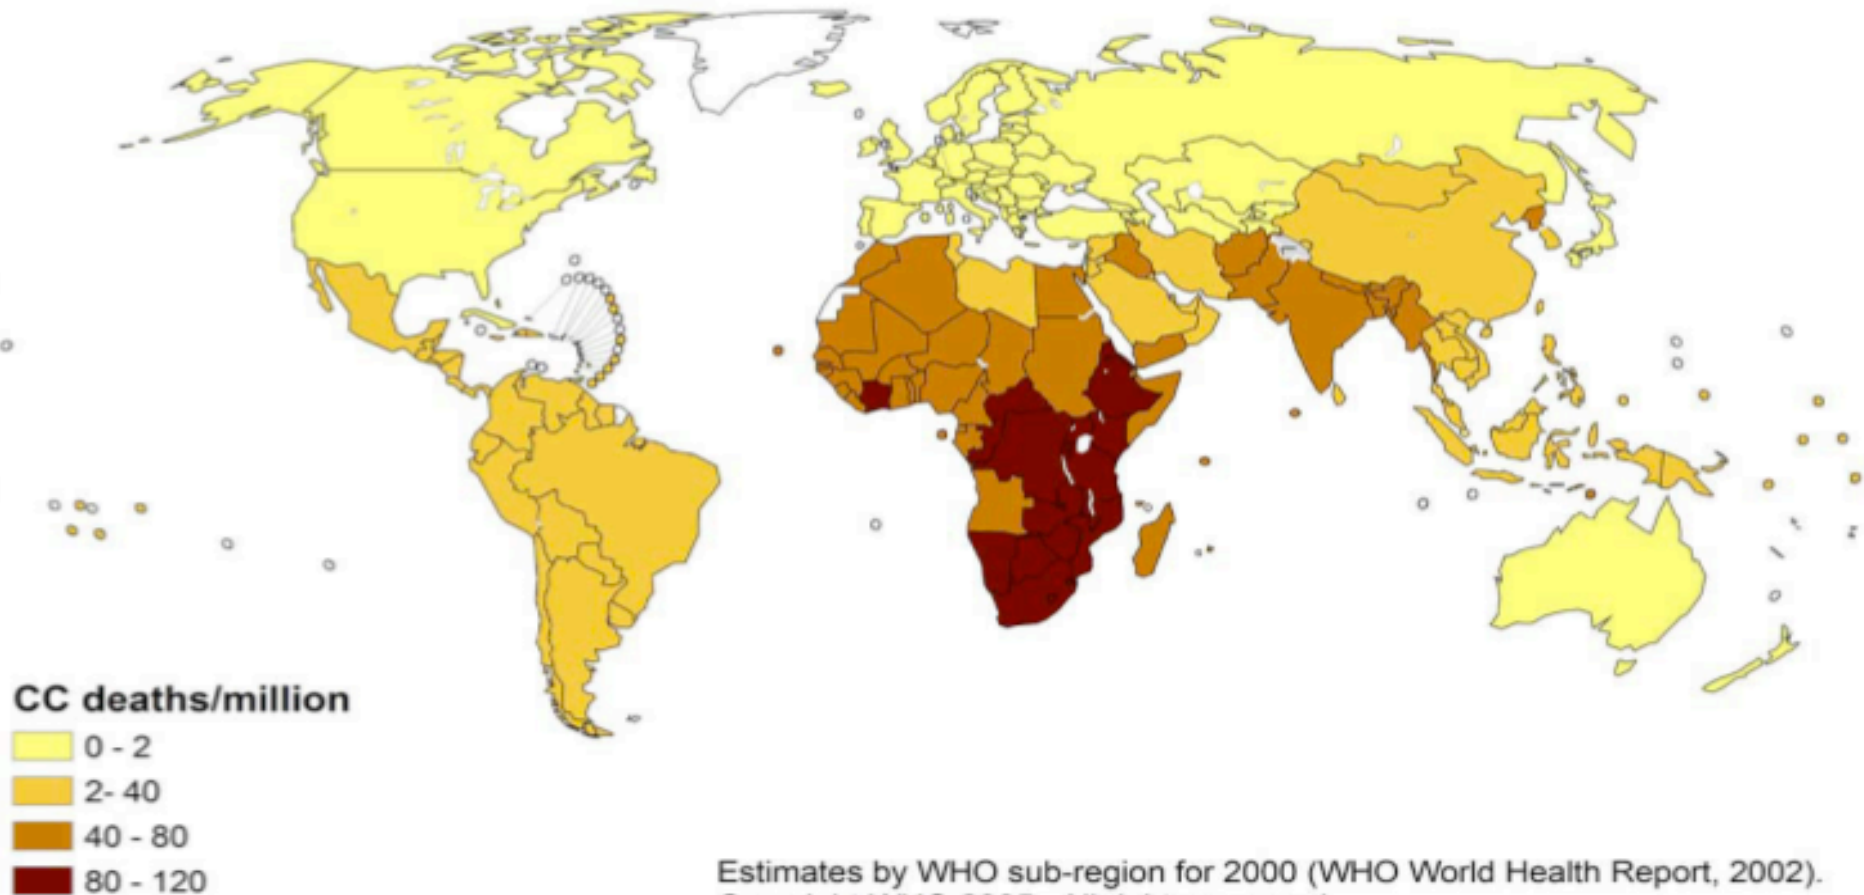 CC deaths/million
0 - 2
2- 40
40 - 80
80 - 120
Estimates by WHO sub-region for 2000 (WHO World Health Report, 2002).